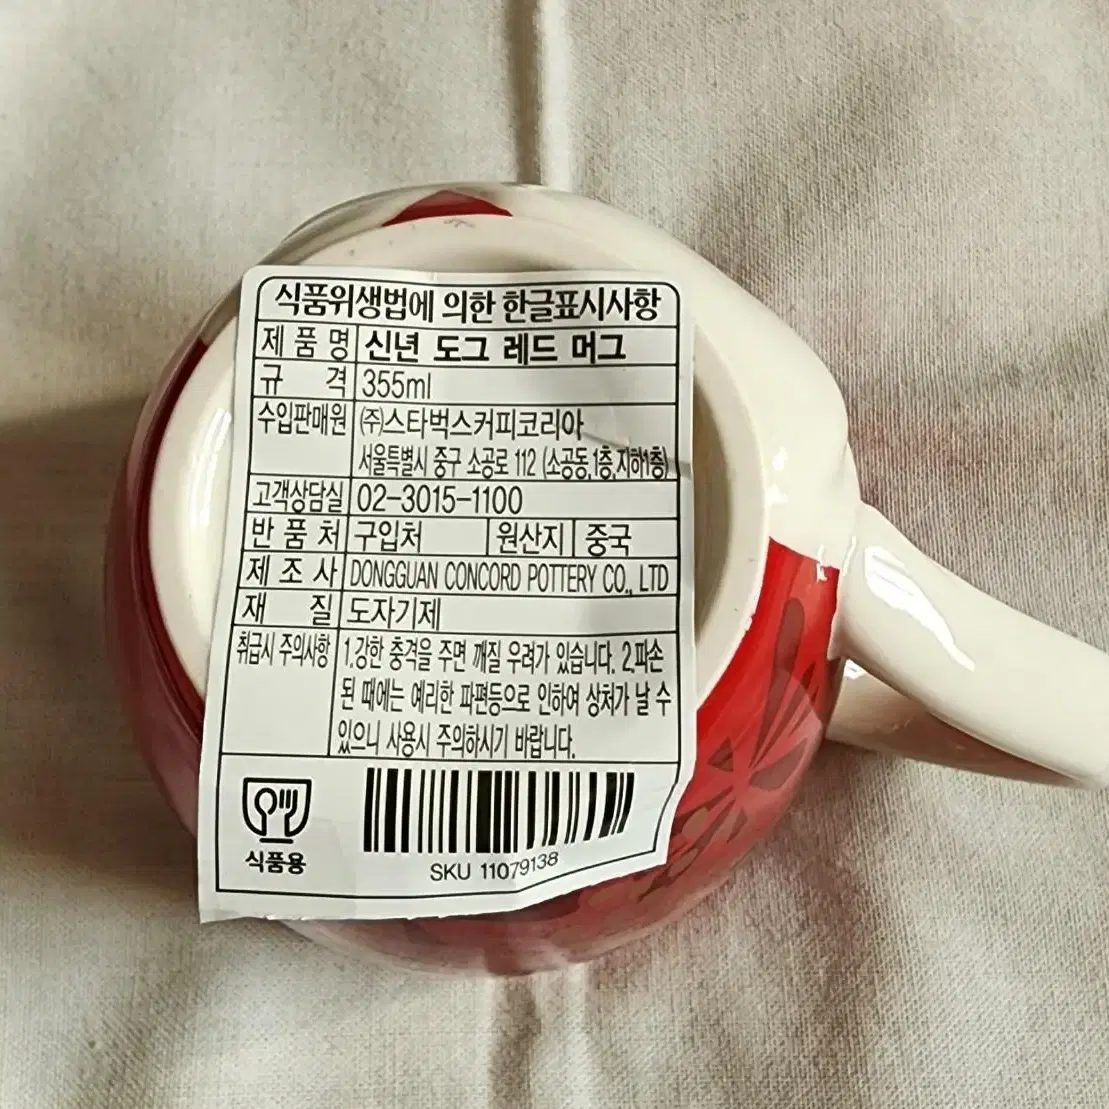 식품위생법에 의한 한글표시사항
제 품 명 신년 도그 레드 머그
규 격 355ml
수입판매원 (주)스타벅스커피코리아
서울특별시 중구 소공로 112 (소공동,1층,지하1층)
고객상담실 02-3015-1100
반 품 처 구입처 원산지 중국
제 조 사 DONGGUAN CONCORD POTTERY CO., LTD
재 질 도자기제
취급시 주의사항 1.강한 충격을 주면 깨질 우려가 있습니다. 2.파손
된 때에는 예리한 파편등으로 인하여 상처가 날 수
있으니 사용시 주의하시기 바랍니다.
식품용
SKU 11079138